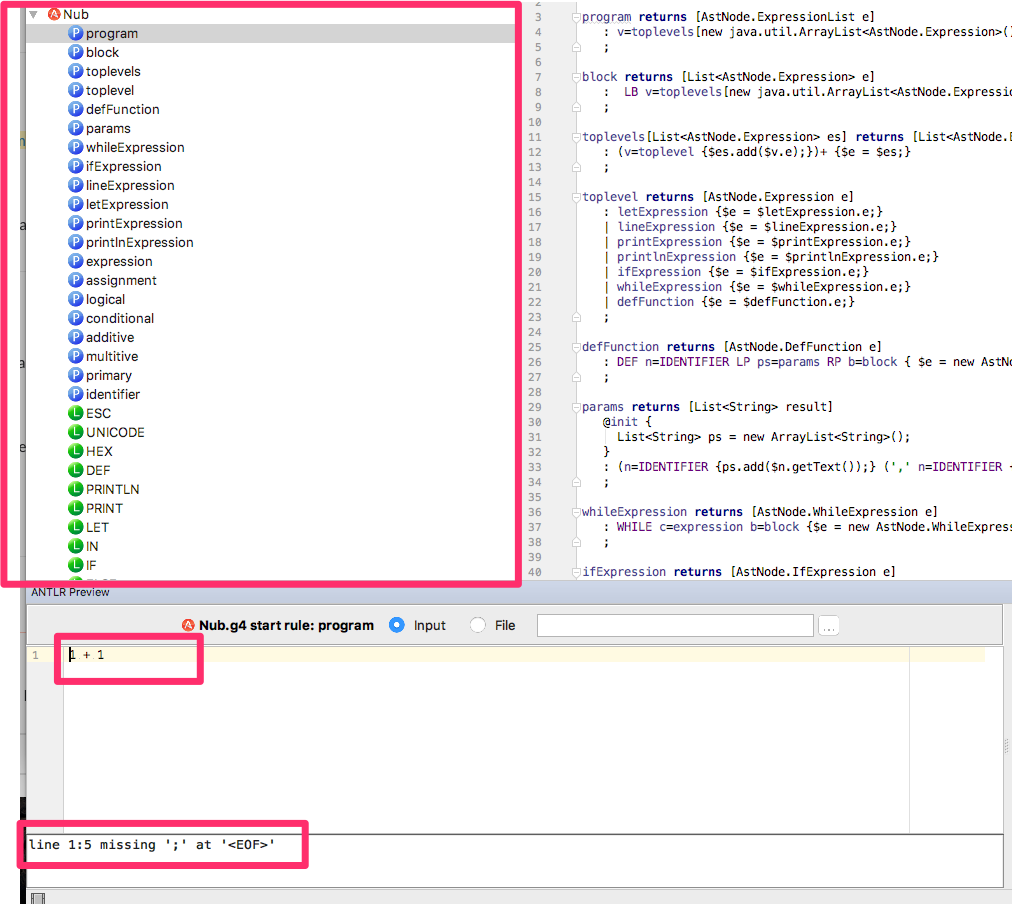 Nub
program
block
toplevels
toplevel
defFunction
params
whileExpression
ifExpression
lineExpression
letExpression
printExpression
printlnExpression
expression
assignment
logical
conditional
additive
multitive
primary
identifier
ESC
UNICODE
HEX
DEF
PRINTLN
PRINT
LET
IN
IF
2
3 program returns [AstNode.ExpressionList e]
4 : v=toplevels[new java.util.ArrayList<AstNode.Expression>()
5 ;
6
7 block returns [List<AstNode.Expression> e]
8 : LB v=toplevels[new java.util.ArrayList<AstNode.Expressio
9 ;
10
11 toplevels[List<AstNode.Expression> es] returns [List<AstNode.E
12 : (v=toplevel {$es.add($v.e);})+ {$e = $es;}
13 ;
14
15 toplevel returns [AstNode.Expression e]
16 : letExpression {$e = $letExpression.e;}
17 | lineExpression {$e = $lineExpression.e;}
18 | printExpression {$e = $printExpression.e;}
19 | printlnExpression {$e = $printlnExpression.e;}
20 | ifExpression {$e = $ifExpression.e;}
21 | whileExpression {$e = $whileExpression.e;}
22 | defFunction {$e = $defFunction.e;}
23 ;
24
25 defFunction returns [AstNode.DefFunction e]
26 : DEF n=IDENTIFIER LP ps=params RP b=block { $e = new AstNo
27 ;
28
29 params returns [List<String> result]
30 @init {
31 List<String> ps = new ArrayList<String>();
32 }
33 : (n=IDENTIFIER {ps.add($n.getText());} (',' n=IDENTIFIER
34 ;
35
36 whileExpression returns [AstNode.WhileExpression e]
37 : WHILE c=expression b=block {$e = new AstNode.WhileExpress
38 ;
39
40 ifExpression returns [AstNode.IfExpression e]
ANTLR Preview
Nub.g4 start rule: program Input File ...
1 1 + 1
line 1:5 missing ';' at '<EOF>'